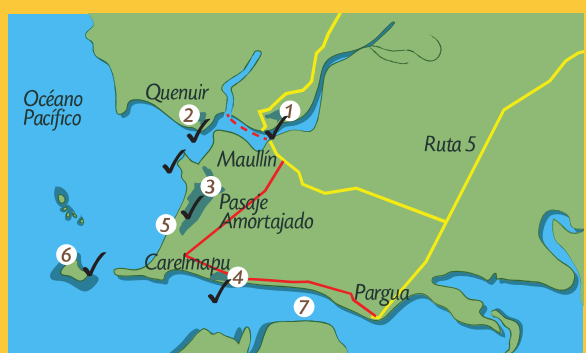 Quenuir
Océano
Pacífico
2
1
Ruta 5
Maullín
3
Pasaje
Amortajado
5
6
Carelmapu
4
Pargua
7